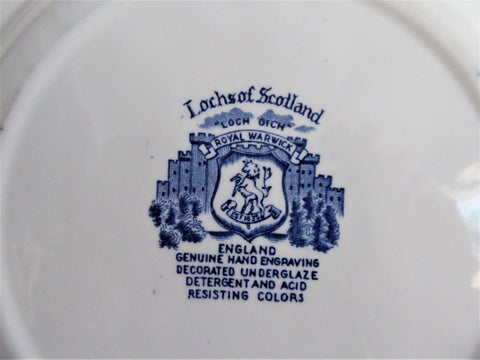 Lochs of Scotland
"LOCH OICH"
ROYAL WARWICK
ENGLAND
GENUINE HAND ENGRAVING
DECORATED UNDERGLAZE
DETERGENT AND ACID
RESISTING COLORS